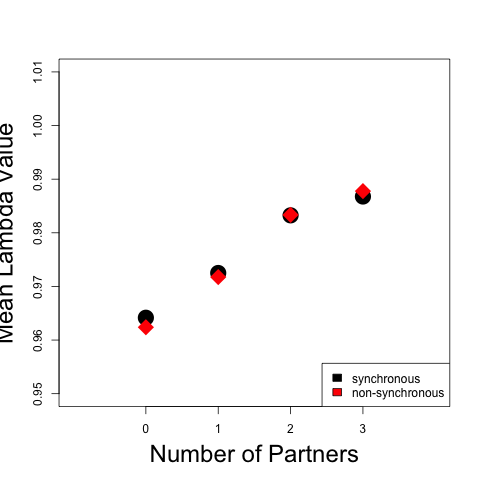 Mean Lambda Value
1.01
1.00
0.99
0.98
0.97
0.96
0.95
0 1 2 3
Number of Partners
synchronous
non-synchronous